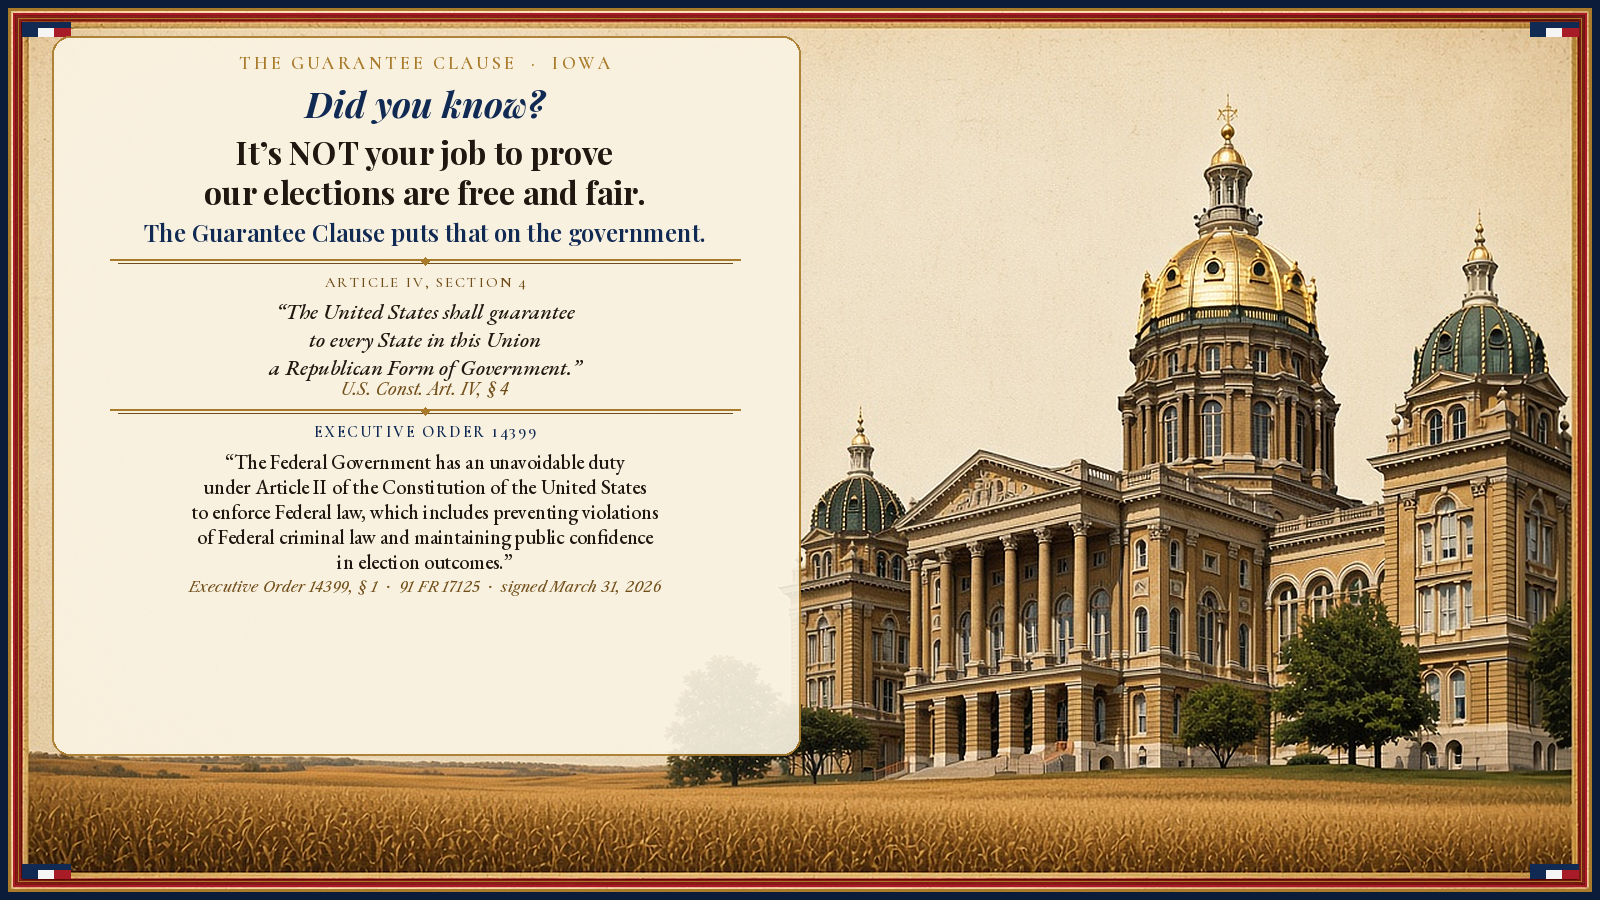 THE GUARANTEE CLAUSE · IOWA
Did you know?
It’s NOT your job to prove
our elections are free and fair.
The Guarantee Clause puts that on the government.
ARTICLE IV, SECTION 4
“The United States shall guarantee
to every State in this Union
a Republican Form of Government.”
U.S. Const. Art. IV, § 4
EXECUTIVE ORDER 14399
“The Federal Government has an unavoidable duty
under Article II of the Constitution of the United States
to enforce Federal law, which includes preventing violations
of Federal criminal law and maintaining public confidence
in election outcomes.”
Executive Order 14399, § 1 · 91 FR 17125 · signed March 31, 2026